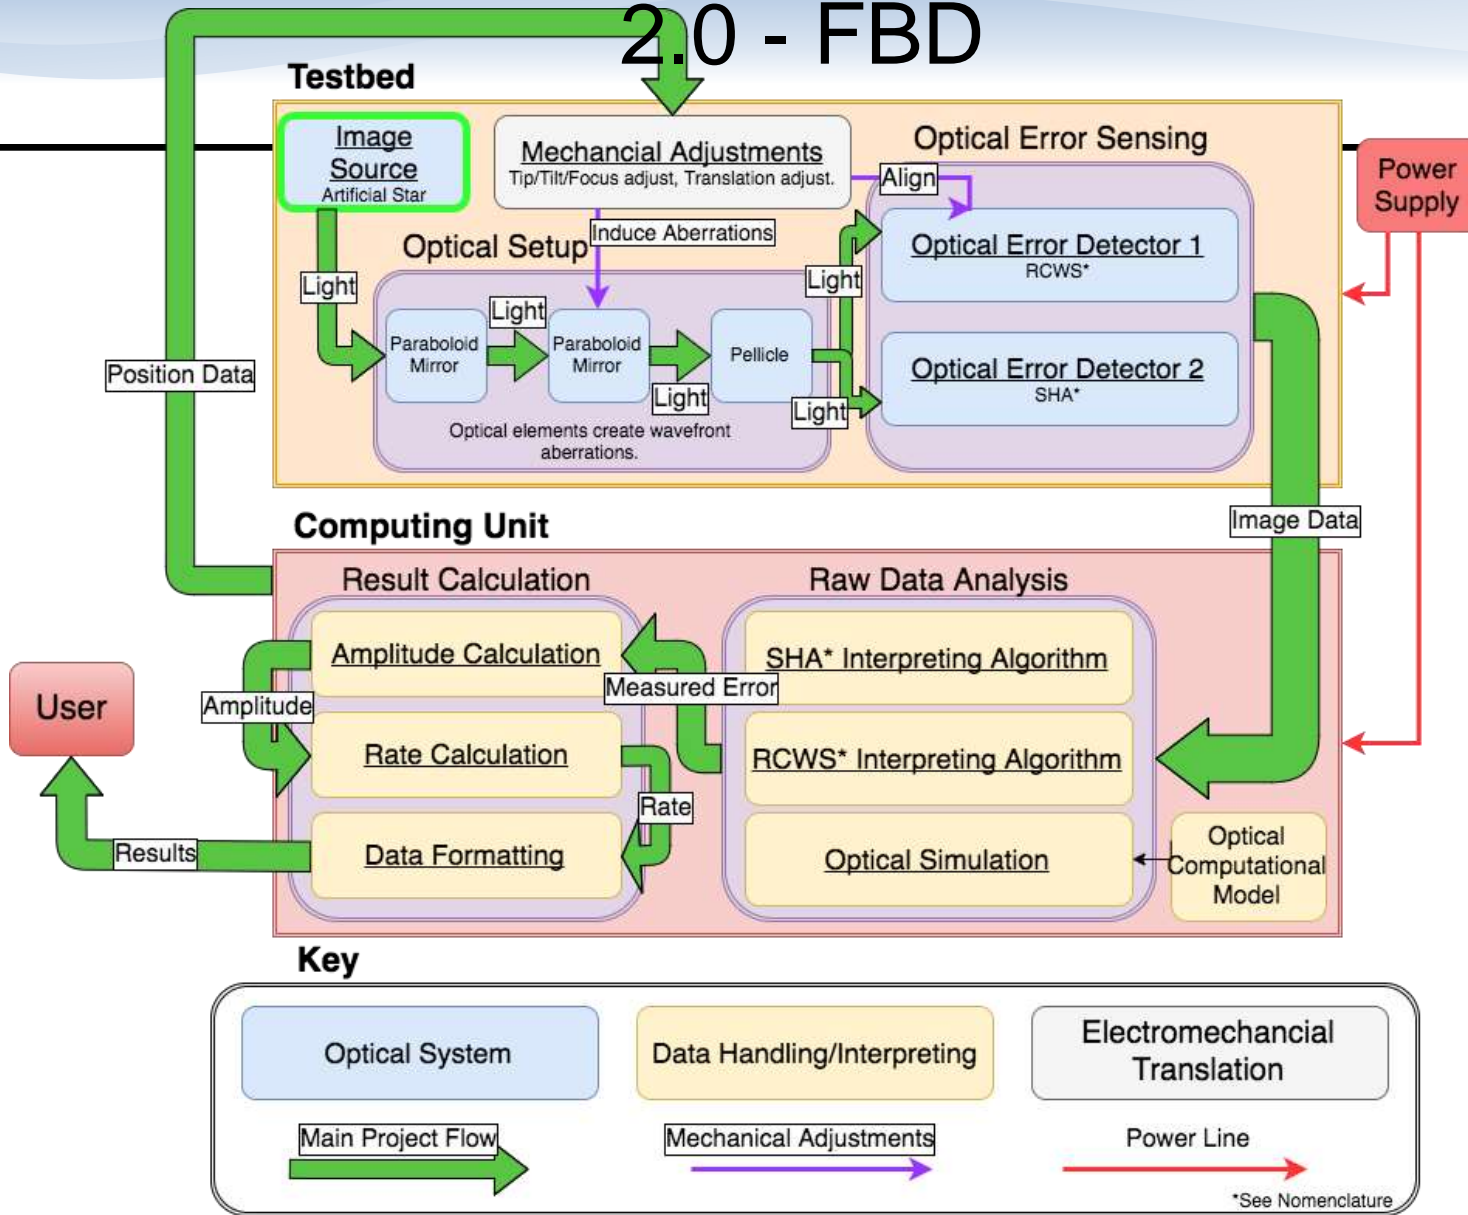 2.0 - FBD
Testbed
Image
Source
Artificial Star
Mechancial Adjustments
Tip/Tilt/Focus adjust, Translation adjust.
Optical Error Sensing
Align
Power
Supply
Induce Aberrations
Optical Setup
Optical Error Detector 1
RCWS*
Light
Light
Light
Paraboloid
Mirror
Paraboloid
Mirror
Pellicle
Optical Error Detector 2
SHA*
Light
Light
Position Data
Optical elements create wavefront
aberrations.
Image Data
Computing Unit
Result Calculation
Raw Data Analysis
Amplitude Calculation
SHA* Interpreting Algorithm
Measured Error
User
Amplitude
Rate Calculation
RCWS* Interpreting Algorithm
Rate
Results
Data Formatting
Optical Simulation
Optical
Computational
Model
Key
Optical System
Data Handling/Interpreting
Electromechancial
Translation
Main Project Flow
Mechanical Adjustments
Power Line
*See Nomenclature